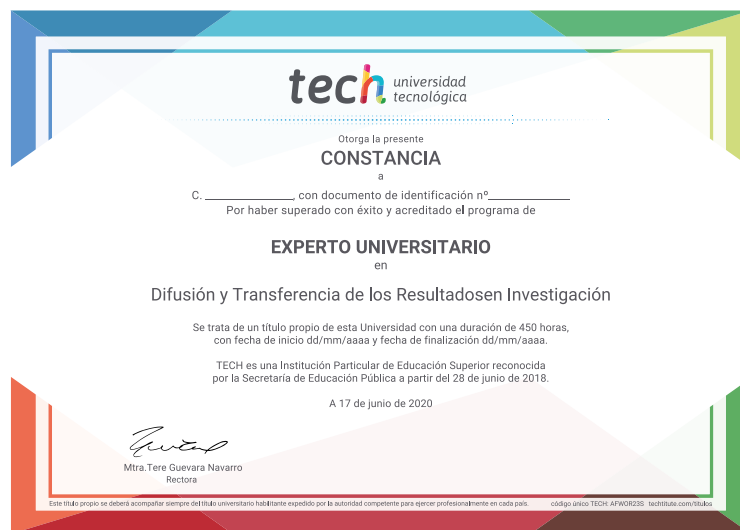 tech universidad
tecnológica
Otorga la presente
CONSTANCIA
a
C. ______________, con documento de identificación nº______________
Por haber superado con éxito y acreditado el programa de
EXPERTO UNIVERSITARIO
en
Difusión y Transferencia de los Resultadosen Investigación
Se trata de un título propio de esta Universidad con una duración de 450 horas,
con fecha de inicio dd/mm/aaaa y fecha de finalización dd/mm/aaaa.
TECH es una Institución Particular de Educación Superior reconocida
por la Secretaría de Educación Pública a partir del 28 de junio de 2018.
A 17 de junio de 2020
Mtra.Tere Guevara Navarro
Rectora
Este título propio se deberá acompañar siempre del título universitario habilitante expedido por la autoridad competente para ejercer profesionalmente en cada país. código único TECH: AFWOR23S techtitute.com/titulos